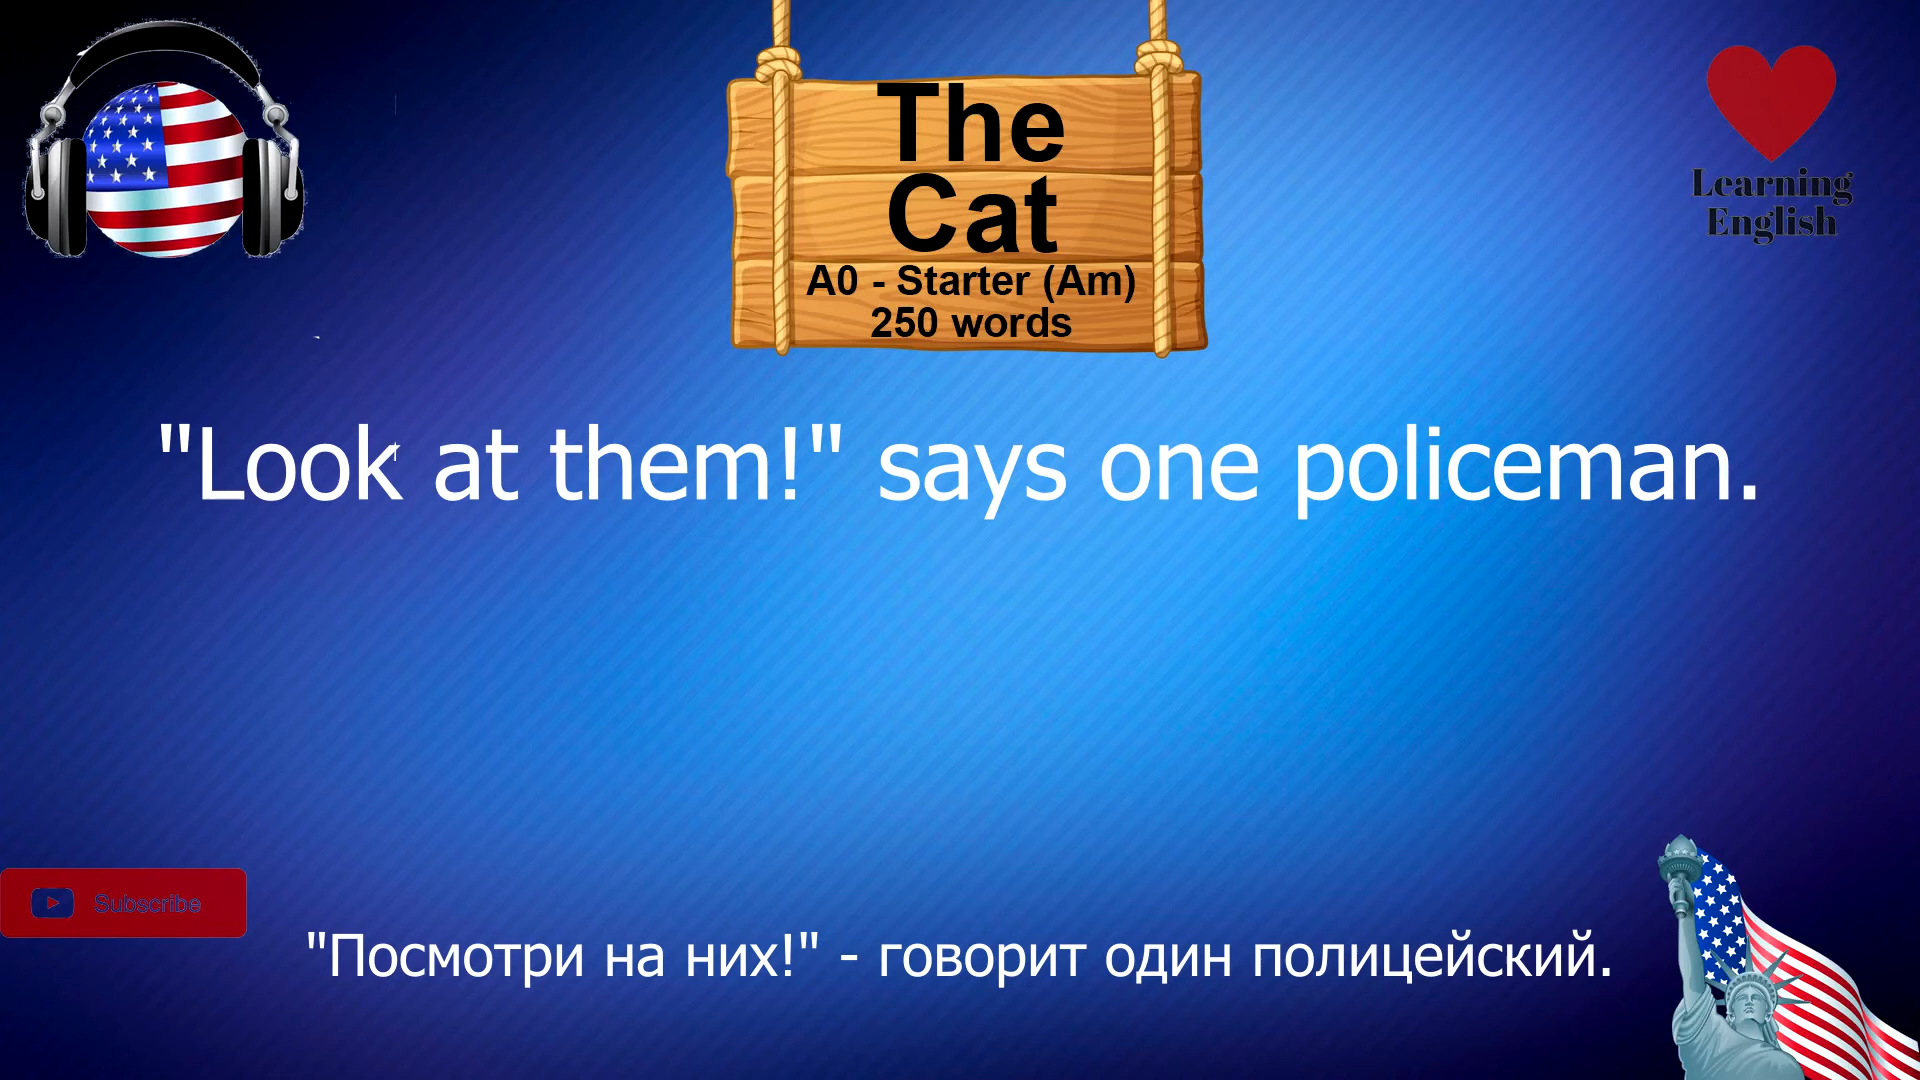 The
Cat
A0 - Starter (Am)
250 words
Learning
English
"Look at them!" says one policeman.
Subscribe
"Посмотри на них!" - говорит один полицейский.